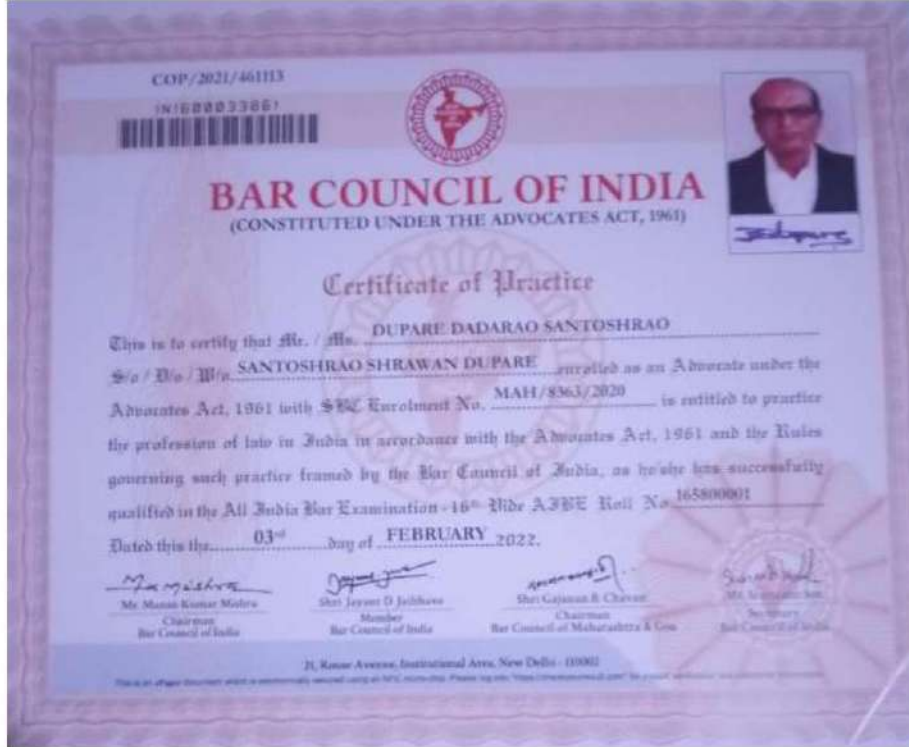 COP/2021/461113
BAR COUNCIL OF INDIA
(CONSTITUTED UNDER THE ADVOCATES ACT, 1961)
Certificate of Practice
This is to certify that Mr. / Ms. DUPARE DADARAO SANTOSHRAO
S/o / D/o / W/o. SANTOSHRAO SHRAWAN DUPARE enrolled as an Advocate under the
Advocates Act, 1961 with SBC Enrolment No. MAH/8363/2020 is entitled to practice
the profession of law in India in accordance with the Advocates Act, 1961 and the Rules
governing such practice framed by the Bar Council of India, as he/she has successfully
qualified in the All India Bar Examination - 16th Vide AIBE Roll No 165800001
Dated this the 03rd day of FEBRUARY 2022.
Mr. Manan Kumar Mishra
Chairman
Bar Council of India
Shri Jayant D Jaibhave
Member
Bar Council of India
Shri Gajanan R Chavan
Chairman
Bar Council of Maharashtra & Goa
Secretary
Bar Council of India
21, Rouse Avenue, Institutional Area, New Delhi - 110002